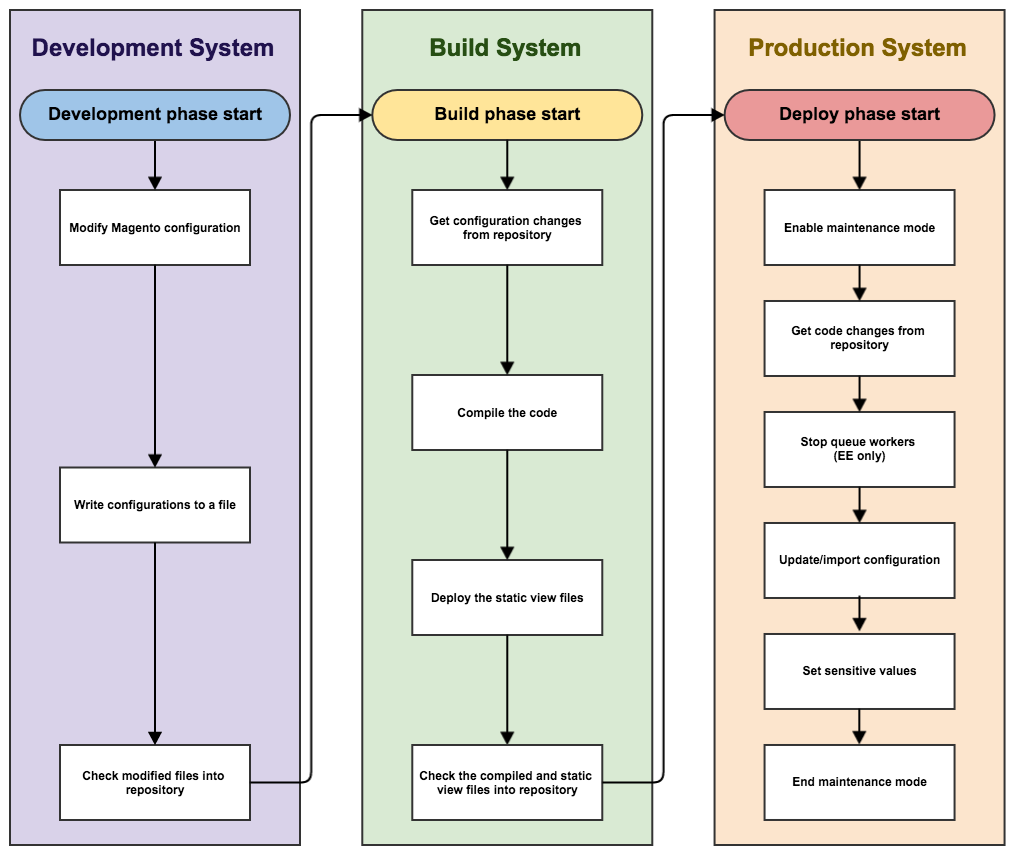 Development System
Development phase start
Modify Magento configuration
Write configurations to a file
Check modified files into
repository
Build System
Build phase start
Get configuration changes
from repository
Compile the code
Deploy the static view files
Check the compiled and static
view files into repository
Production System
Deploy phase start
Enable maintenance mode
Get code changes from
repository
Stop queue workers
(EE only)
Update/import configuration
Set sensitive values
End maintenance mode